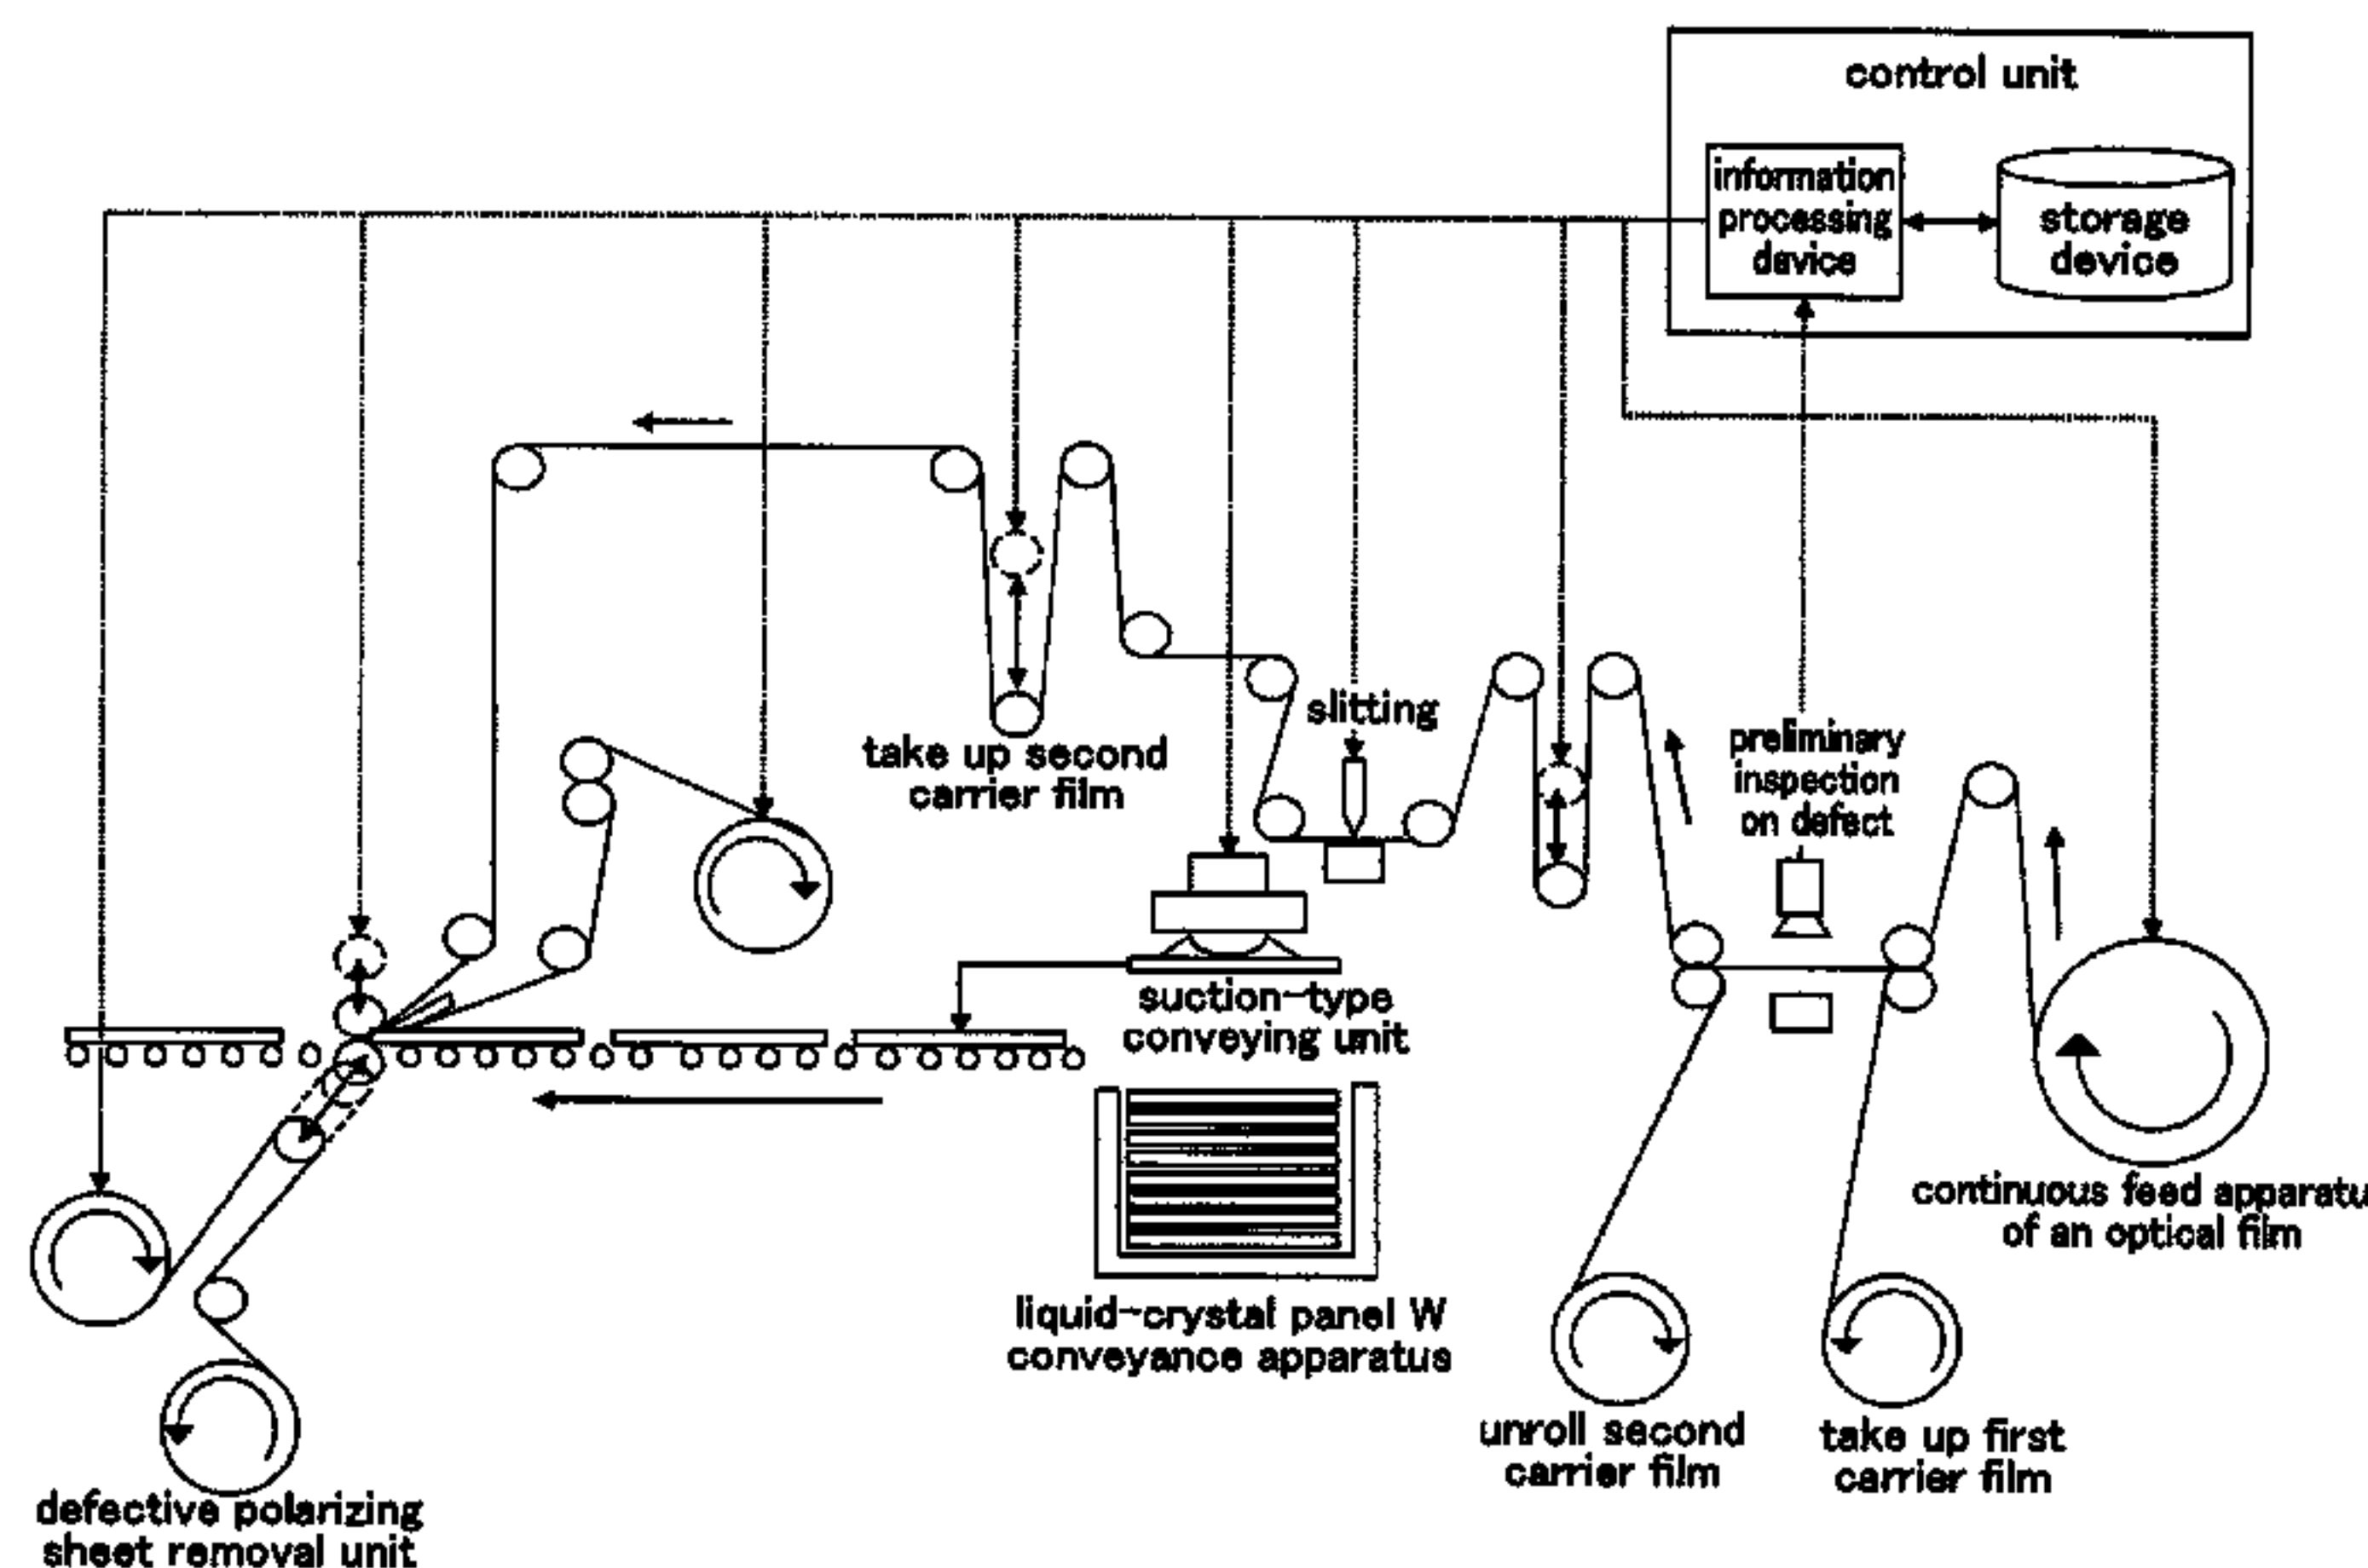 control unit
information
processing
device
storage
device
slitting
take up second
carrier film
preliminary
inspection
on defect
suction-type
conveying unit
continuous feed apparatu
of an optical film
liquid-crystal panel W
conveyance apparatus
unroll second
carrier film
take up first
carrier film
defective polarizing
sheet removal unit